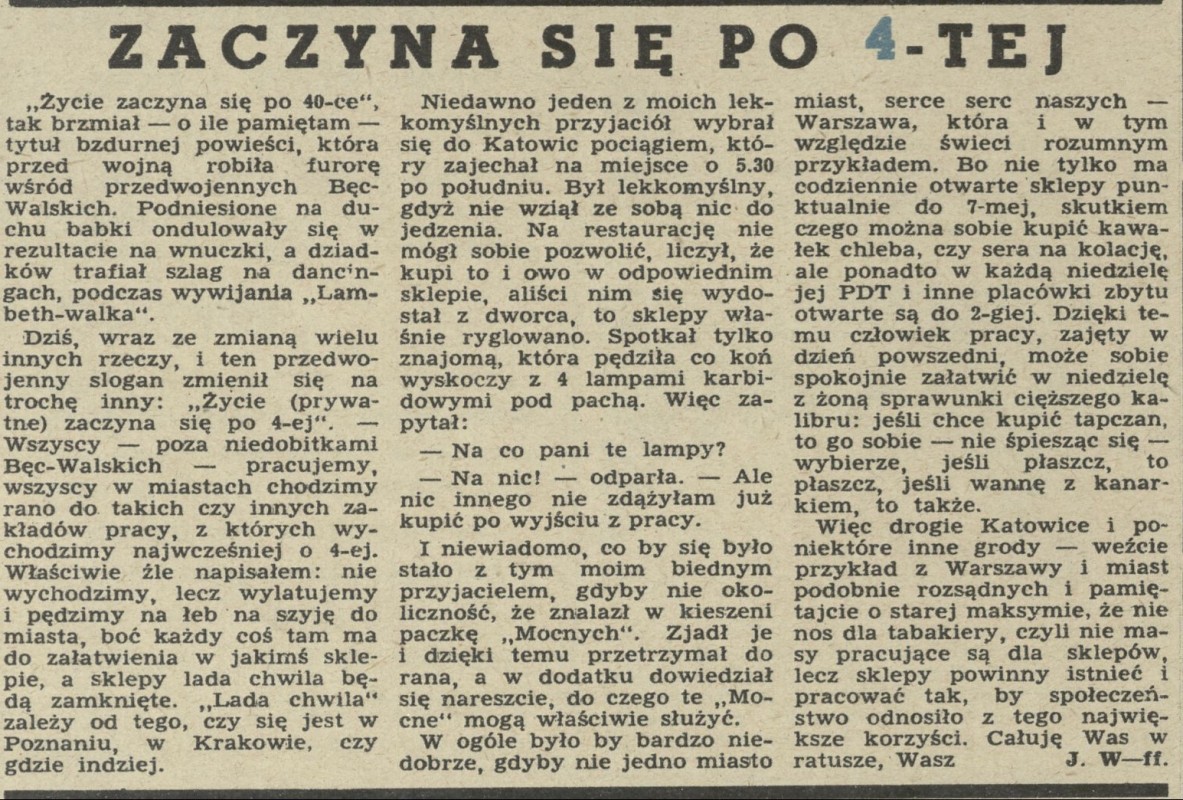 ZACZYNA SIĘ PO 4-TEJ
„Życie zaczyna się po 40-ce“,
tak brzmiał — o ile pamiętam —
tytuł bzdurnej powieści, która
przed wojną robiła furorę
wśród przedwojennych Bęc-
Walskich. Podniesione na du-
chu babki ondulowały się w
rezultacie na wnuczki, a dziad-
ków trafiał szlag na dancin-
gach, podczas wywijania „Lam-
beth-walka“.
Dziś, wraz ze zmianą wielu
innych rzeczy, i ten przedwo-
jenny slogan zmienił się na
trochę inny: „Życie (prywa-
tne) zaczyna się po 4-ej“. —
Wszyscy — poza niedobitkami
Bęc-Walskich — pracujemy,
wszyscy w miastach chodzimy
rano do takich czy innych za-
kładów pracy, z których wy-
chodzimy najwcześniej o 4-ej.
Właściwie źle napisałem: nie
wychodzimy, lecz wylatujemy
i pędzimy na łeb na szyję do
miasta, boć każdy coś tam ma
do załatwienia w jakimś skle-
pie, a sklepy lada chwila bę-
dą zamknięte. „Lada chwila“
zależy od tego, czy się jest w
Poznaniu, w Krakowie, czy
gdzie indziej.
Niedawno jeden z moich lek-
komyślnych przyjaciół wybrał
się do Katowic pociągiem, któ-
ry zajechał na miejsce o 5.30
po południu. Był lekkomyślny,
gdyż nie wziął ze sobą nic do
jedzenia. Na restaurację nie
mógł sobie pozwolić, liczył, że
kupi to i owo w odpowiednim
sklepie, aliści nim się wydo-
stał z dworca, to sklepy wła-
śnie ryglowano. Spotkał tylko
znajomą, która pędziła co koń
wyskoczy z 4 lampami karbi-
dowymi pod pachą. Więc za-
pytał:
— Na co pani te lampy?
— Na nic! — odparła. — Ale
nic innego nie zdążyłam już
kupić po wyjściu z pracy.
I niewiadomo, co by się było
stało z tym moim biednym
przyjacielem, gdyby nie oko-
liczność, że znalazł w kieszeni
paczkę „Mocnych“. Zjadł je
i dzięki temu przetrzymał do
rana, a w dodatku dowiedział
się nareszcie, do czego te „Mo-
cne“ mogą właściwie służyć.
W ogóle było by bardzo nie-
dobrze, gdyby nie jedno miasto
miast, serce serc naszych —
Warszawa, która i w tym
względzie świeci rozumnym
przykładem. Bo nie tylko ma
codziennie otwarte sklepy pun-
ktualnie do 7-mej, skutkiem
czego można sobie kupić kawa-
łek chleba, czy sera na kolację,
ale ponadto w każdą niedzielę
jej PDT i inne placówki zbytu
otwarte są do 2-giej. Dzięki te-
mu człowiek pracy, zajęty w
dzień powszedni, może sobie
spokojnie załatwić w niedzielę
z żoną sprawunki cięższego ka-
libru: jeśli chce kupić tapczan,
to go sobie — nie śpiesząc się —
wybierze, jeśli płaszcz, to
płaszcz, jeśli wannę z kanar-
kiem, to także.
Więc drogie Katowice i po-
niektóre inne grody — weźcie
przykład z Warszawy i miast
podobnie rozsądnych i pamię-
tajcie o starej maksymie, że nie
nos dla tabakiery, czyli nie ma-
sy pracujące są dla sklepów,
lecz sklepy powinny istnieć i
pracować tak, by społeczeń-
stwo odnosiło z tego najwię-
ksze korzyści. Całuję Was w
ratusze, Wasz J. W—ff.